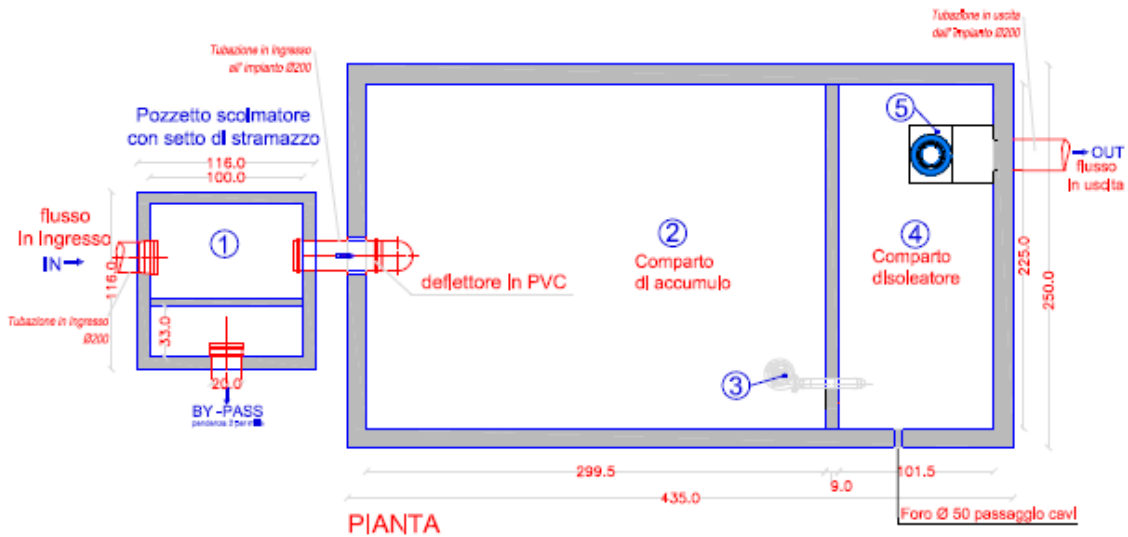 Tubazione in Ingresso
all' impianto Ø200
Tubazione in uscita
dell'impianto Ø200
Pozzetto scolmatore
con setto di stramazzo
116.0
100.0
flusso
in ingresso
IN
116.0
Tubazione in Ingresso
Ø200
1
33.0
20.0
BY-PASS
pendenza
deflettore in PVC
2
Comparto
di accumulo
3
4
Comparto
disoleatore
5
OUT
flusso
in uscita
225.0
250.0
299.5
101.5
9.0
435.0
Foro Ø 50 passaggio cavi
PIANTA